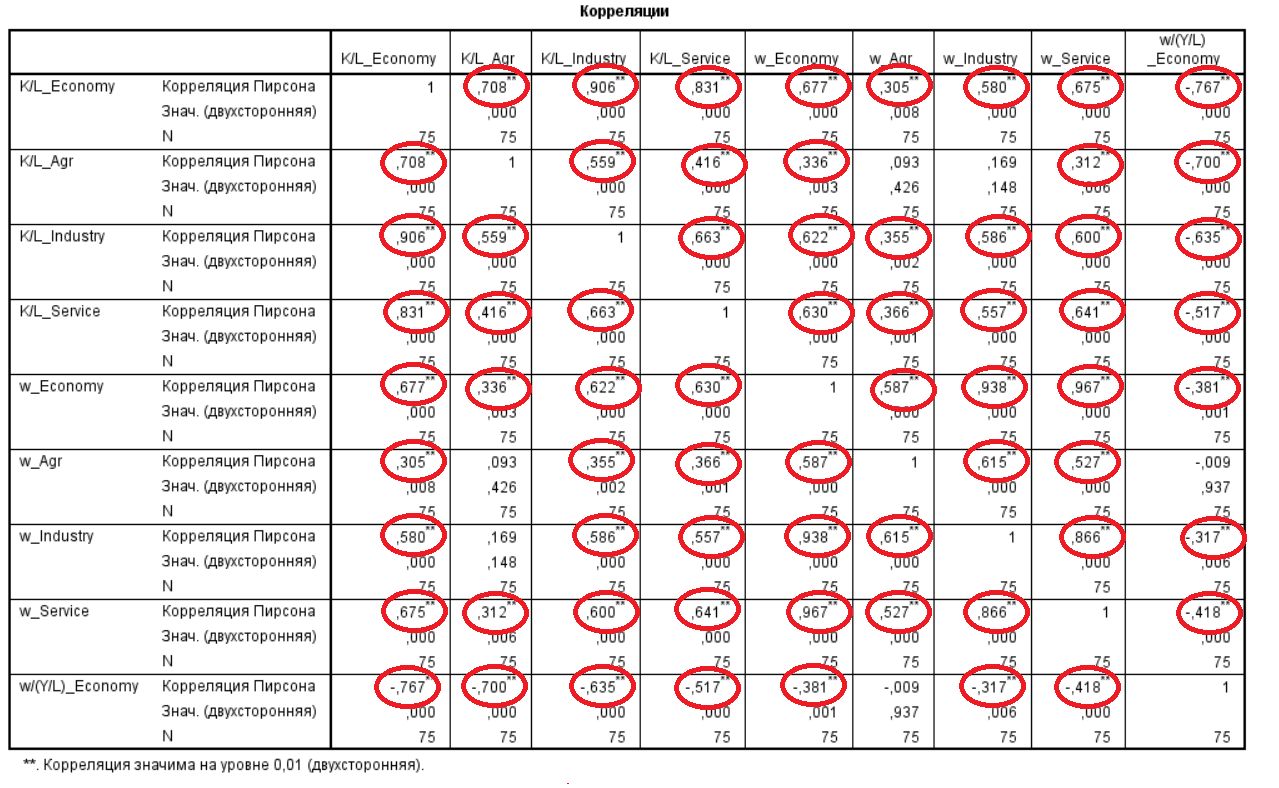 Корреляции
K/L_Economy K/L_Agr K/L_Industry K/L_Service w_Economy w_Agr w_Industry w_Service w/(Y/L)_Economy
K/L_Economy Корреляция Пирсона 1 ,708** ,906** ,831** ,677** ,305** ,580** ,675** -,767**
Знач. (двухсторонняя) ,000 ,000 ,000 ,000 ,008 ,000 ,000 ,000
N 75 75 75 75 75 75 75 75 75
K/L_Agr Корреляция Пирсона ,708** 1 ,559** ,416** ,336** ,093 ,169 ,312** -,700**
Знач. (двухсторонняя) ,000 ,000 ,000 ,003 ,426 ,148 ,006 ,000
N 75 75 75 75 75 75 75 75 75
K/L_Industry Корреляция Пирсона ,906** ,559** 1 ,663** ,622** ,355** ,586** ,600** -,635**
Знач. (двухсторонняя) ,000 ,000 ,000 ,000 ,002 ,000 ,000 ,000
N 75 75 75 75 75 75 75 75 75
K/L_Service Корреляция Пирсона ,831** ,416** ,663** 1 ,630** ,366** ,557** ,641** -,517**
Знач. (двухсторонняя) ,000 ,000 ,000 ,000 ,001 ,000 ,000 ,000
N 75 75 75 75 75 75 75 75 75
w_Economy Корреляция Пирсона ,677** ,336** ,622** ,630** 1 ,587** ,938** ,967** -,381**
Знач. (двухсторонняя) ,000 ,003 ,000 ,000 ,000 ,000 ,000 ,001
N 75 75 75 75 75 75 75 75 75
w_Agr Корреляция Пирсона ,305** ,093 ,355** ,366** ,587** 1 ,615** ,527** -,009
Знач. (двухсторонняя) ,008 ,426 ,002 ,001 ,000 ,000 ,000 ,937
N 75 75 75 75 75 75 75 75 75
w_Industry Корреляция Пирсона ,580** ,169 ,586** ,557** ,938** ,615** 1 ,866** -,317**
Знач. (двухсторонняя) ,000 ,148 ,000 ,000 ,000 ,000 ,000 ,006
N 75 75 75 75 75 75 75 75 75
w_Service Корреляция Пирсона ,675** ,312** ,600** ,641** ,967** ,527** ,866** 1 -,418**
Знач. (двухсторонняя) ,000 ,006 ,000 ,000 ,000 ,000 ,000 ,000
N 75 75 75 75 75 75 75 75 75
w/(Y/L)_Economy Корреляция Пирсона -,767** -,700** -,635** -,517** -,381** -,009 -,317** -,418** 1
Знач. (двухсторонняя) ,000 ,000 ,000 ,000 ,001 ,937 ,006 ,000
N 75 75 75 75 75 75 75 75 75
**. Корреляция значима на уровне 0,01 (двухсторонняя).